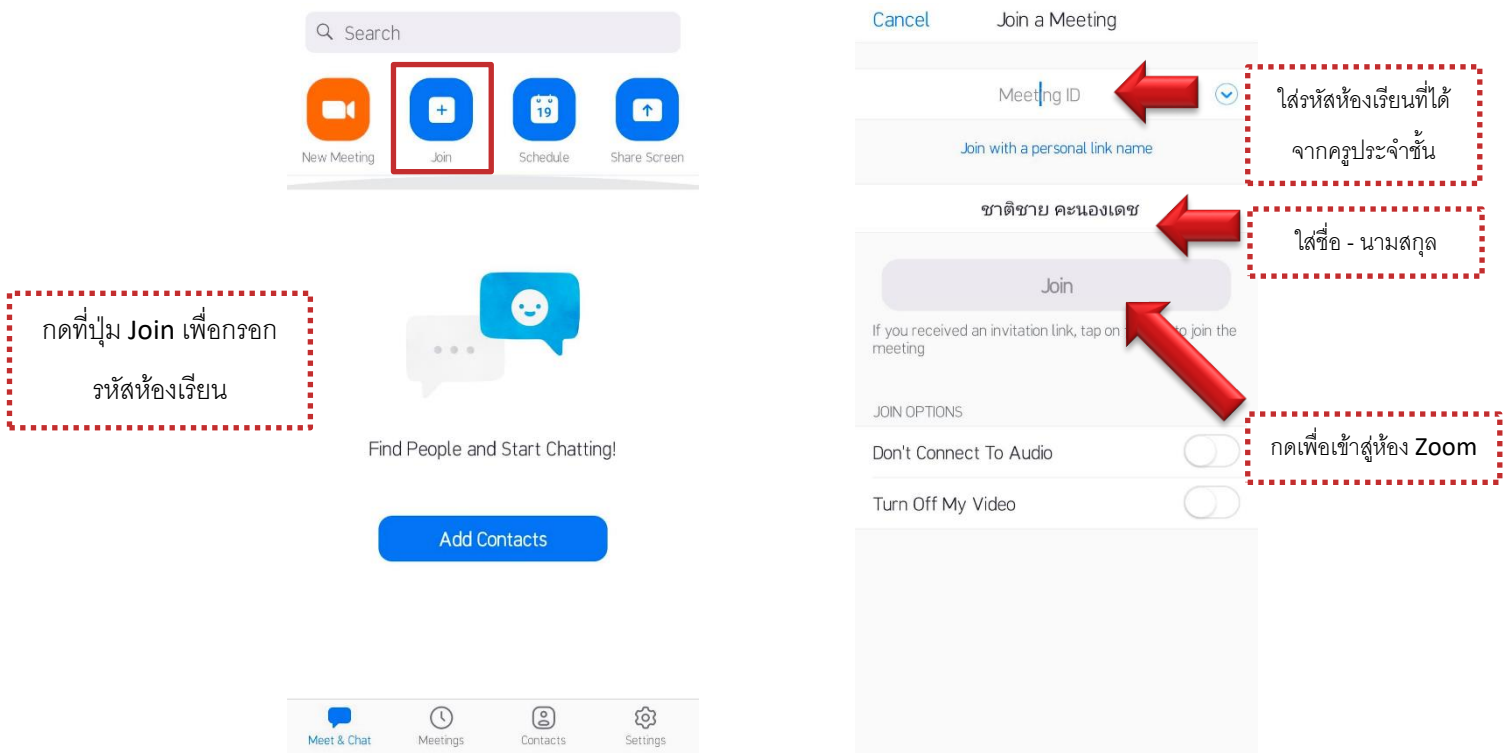 Search
New Meeting
Join
Schedule
19
Share Screen
กดที่ปุ่ม Join เพื่อกรอก
รหัสห้องเรียน
Find People and Start Chatting!
Add Contacts
Meet & Chat
Meetings
Contacts
Settings
Cancel
Join a Meeting
Meeting ID
ใส่รหัสห้องเรียนที่ได้
จากครูประจำชั้น
Join with a personal link name
ชาติชาย คะนองเดช
ใส่ชื่อ - นามสกุล
Join
If you received an invitation link, tap on to join the
meeting
JOIN OPTIONS
Don't Connect To Audio
กดเพื่อเข้าสู่ห้อง Zoom
Turn Off My Video